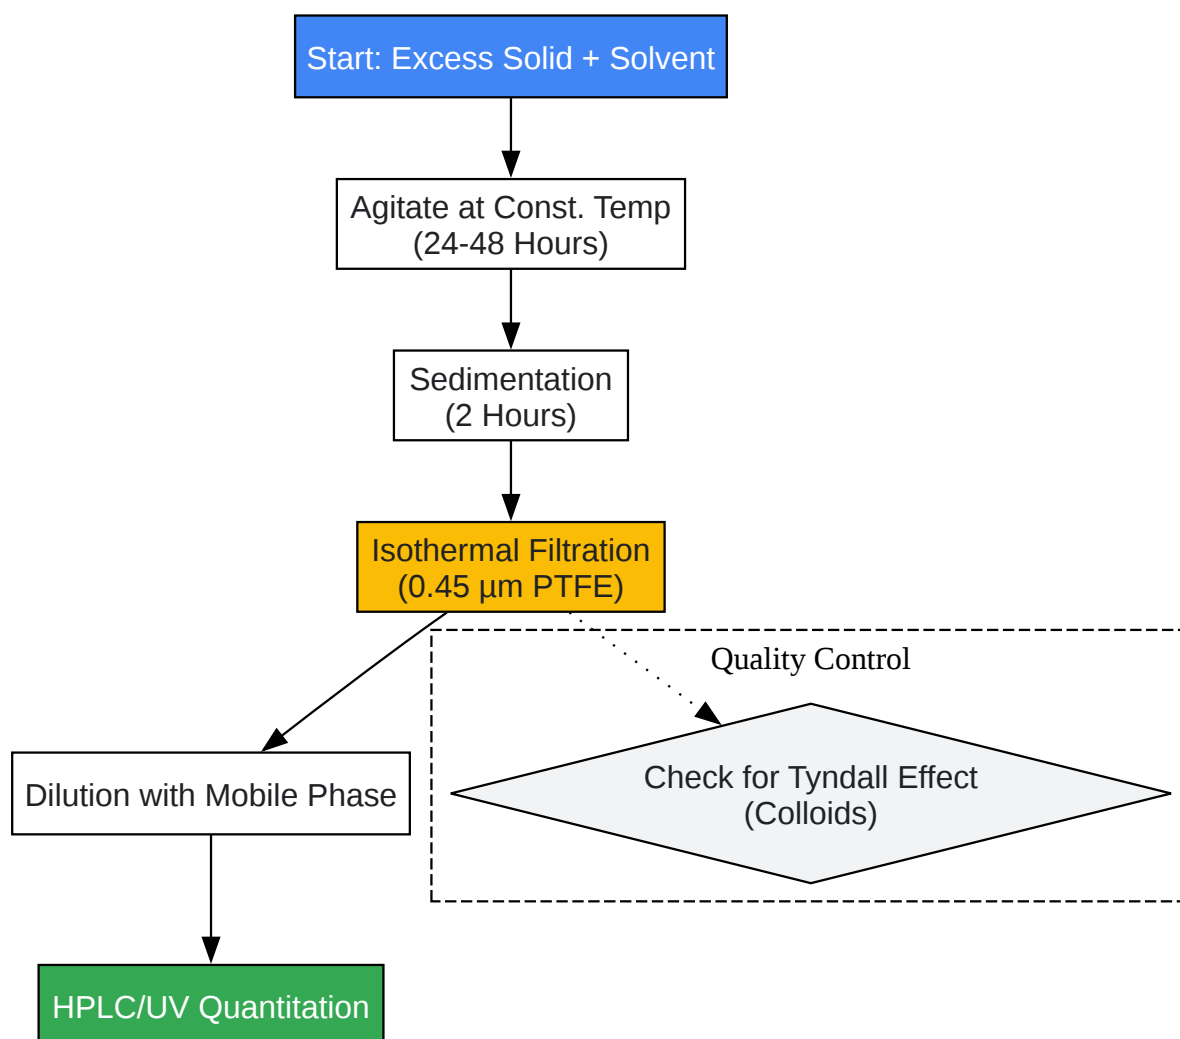 Start: Excess Solid + Solvent
Agitate at Const. Temp
(24-48 Hours)
Sedimentation
(2 Hours)
Isothermal Filtration
(0.45 µm PTFE)
Quality Control
Check for Tyndall Effect
(Colloids)
Dilution with Mobile Phase
HPLC/UV Quantitation